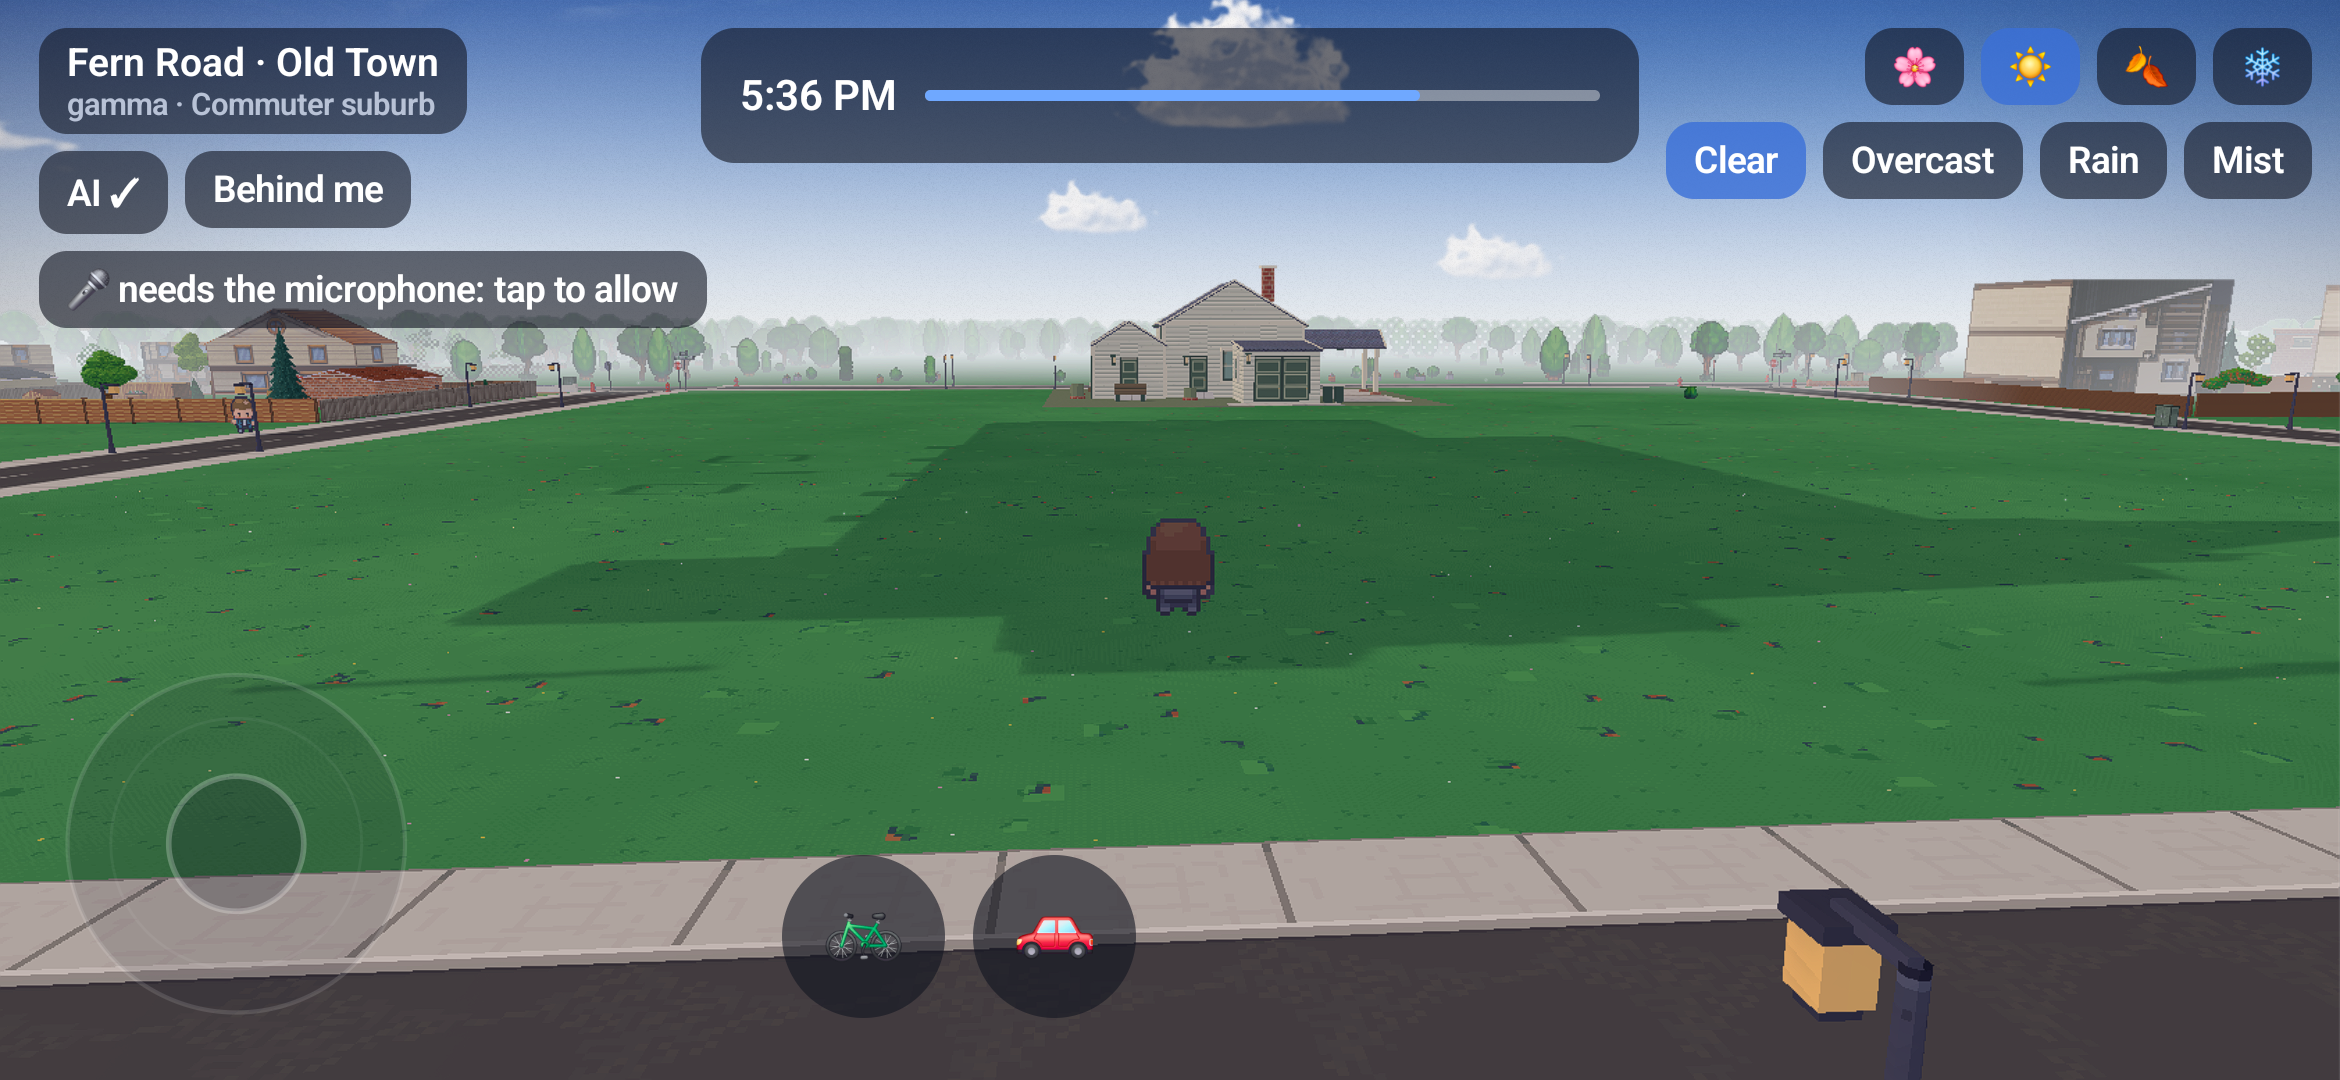 Fern Road · Old Town
gamma · Commuter suburb
AI ✓
Behind me
needs the microphone: tap to allow
5:36 PM
Clear
Overcast
Rain
Mist